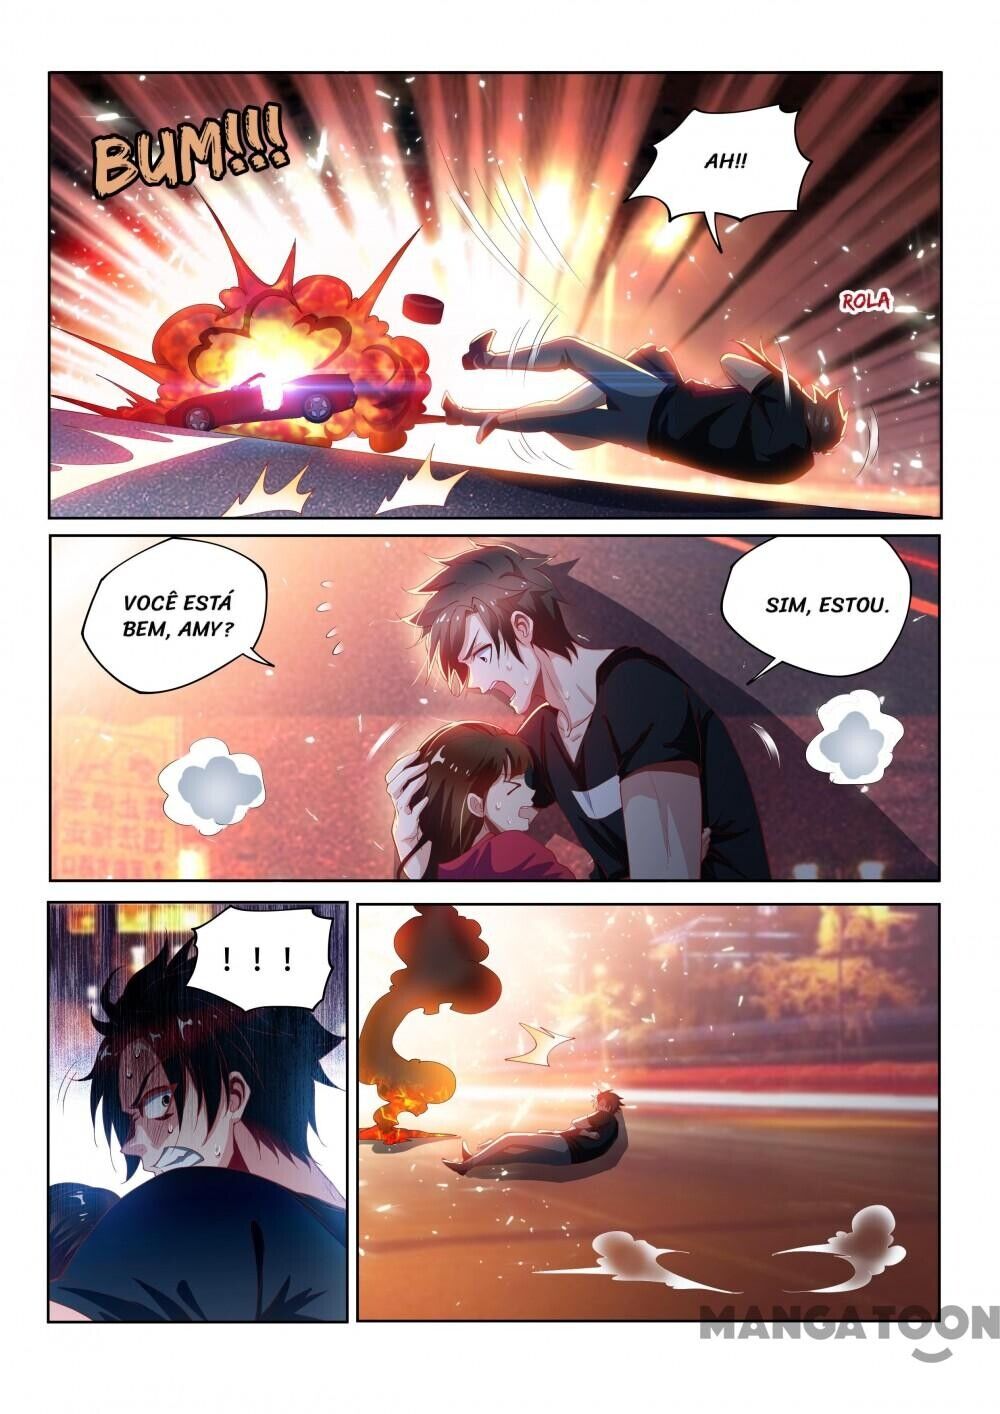 BUM!!!
AH!!
ROLA
VOCÊ ESTÁ
BEM, AMY?
SIM, ESTOU.
!!!
MANGATOON